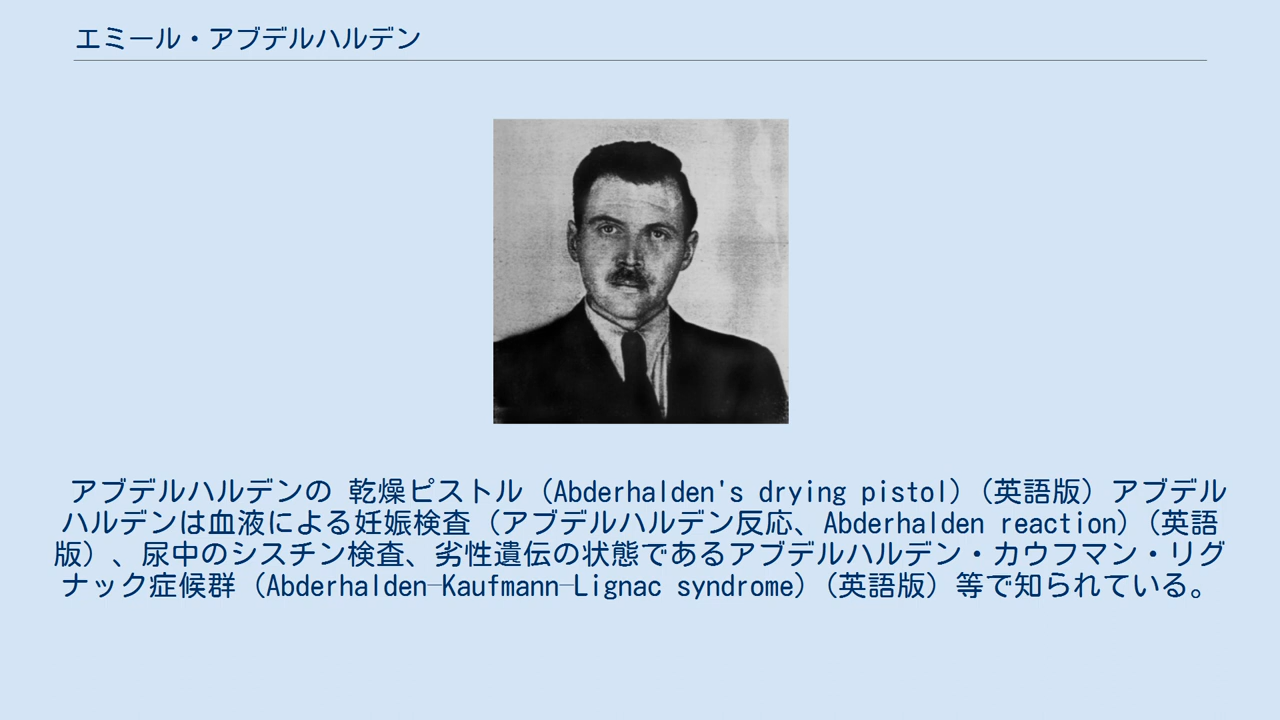 エミール・アブデルハルデン
アブデルハルデンの 乾燥ピストル（Abderhalden's drying pistol）（英語版）アブデル
ハルデンは血液による妊娠検査（アブデルハルデン反応、Abderhalden reaction）（英語
版）、尿中のシスチン検査、劣性遺伝の状態であるアブデルハルデン・カウフマン・リグ
ナック症候群（Abderhalden–Kaufmann–Lignac syndrome）（英語版）等で知られている。